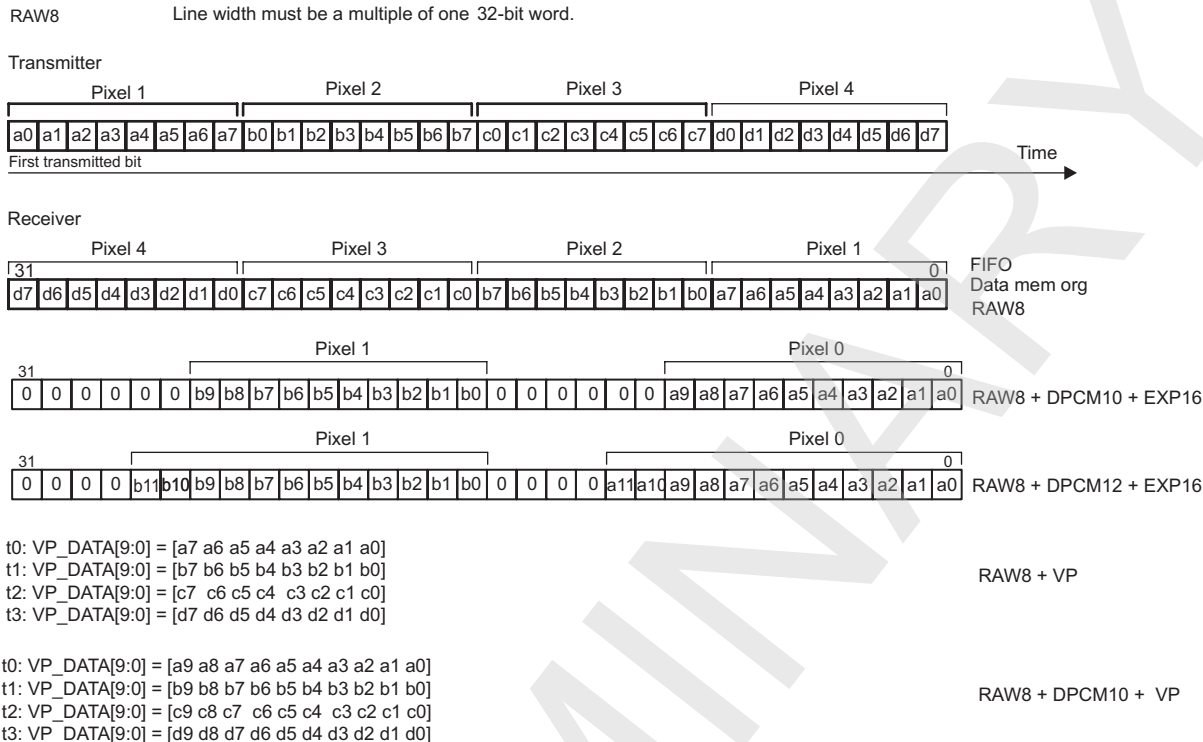 RAW8 Line width must be a multiple of one 32-bit word.
Transmitter
Pixel 1 Pixel 2 Pixel 3 Pixel 4
a0 a1 a2 a3 a4 a5 a6 a7 b0 b1 b2 b3 b4 b5 b6 b7 c0 c1 c2 c3 c4 c5 c6 c7 d0 d1 d2 d3 d4 d5 d6 d7
First transmitted bit
Time
Receiver
Pixel 4 Pixel 3 Pixel 2 Pixel 1
31 0
d7 d6 d5 d4 d3 d2 d1 d0 c7 c6 c5 c4 c3 c2 c1 c0 b7 b6 b5 b4 b3 b2 b1 b0 a7 a6 a5 a4 a3 a2 a1 a0
FIFO
Data mem org
RAW8
Pixel 1 Pixel 0
31 0
0 0 0 0 0 0 b9 b8 b7 b6 b5 b4 b3 b2 b1 b0 0 0 0 0 0 0 a9 a8 a7 a6 a5 a4 a3 a2 a1 a0 RAW8 + DPCM10 + EXP16
Pixel 1 Pixel 0
31 0
0 0 0 0 b11 b10 b9 b8 b7 b6 b5 b4 b3 b2 b1 b0 0 0 0 0 a11 a10 a9 a8 a7 a6 a5 a4 a3 a2 a1 a0 RAW8 + DPCM12 + EXP16
t0: VP_DATA[9:0] = [a7 a6 a5 a4 a3 a2 a1 a0]
t1: VP_DATA[9:0] = [b7 b6 b5 b4 b3 b2 b1 b0]
t2: VP_DATA[9:0] = [c7 c6 c5 c4 c3 c2 c1 c0]
t3: VP_DATA[9:0] = [d7 d6 d5 d4 d3 d2 d1 d0]
RAW8 + VP
t0: VP_DATA[9:0] = [a9 a8 a7 a6 a5 a4 a3 a2 a1 a0]
t1: VP_DATA[9:0] = [b9 b8 b7 b6 b5 b4 b3 b2 b1 b0]
t2: VP_DATA[9:0] = [c9 c8 c7 c6 c5 c4 c3 c2 c1 c0]
t3: VP_DATA[9:0] = [d9 d8 d7 d6 d5 d4 d3 d2 d1 d0]
RAW8 + DPCM10 + VP
MINARY